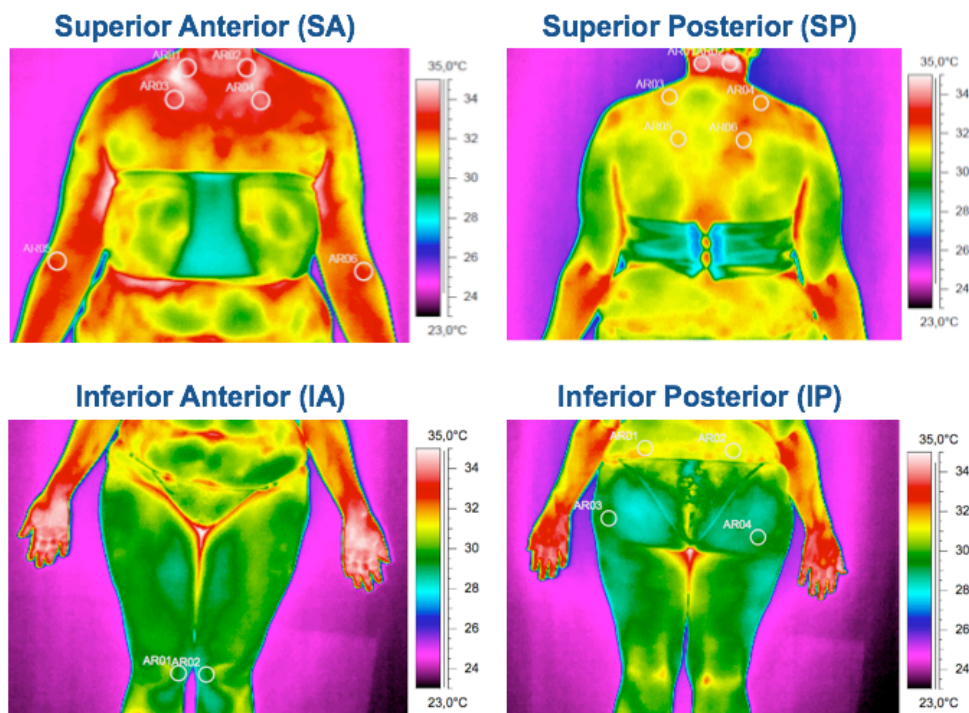 Superior Anterior (SA)
Superior Posterior (SP)
AR01 AR02
AR03 AR04
AR05
AR06
35,0°C
34
32
30
28
26
24
23,0°C
AR01 AR02
AR03
AR04
AR05 AR06
35,0°C
34
32
30
28
26
24
23,0°C
Inferior Anterior (IA)
Inferior Posterior (IP)
AR01 AR02
35,0°C
34
32
30
28
26
24
23,0°C
AR01 AR02
AR03
AR04
35,0°C
34
32
30
28
26
24
23,0°C